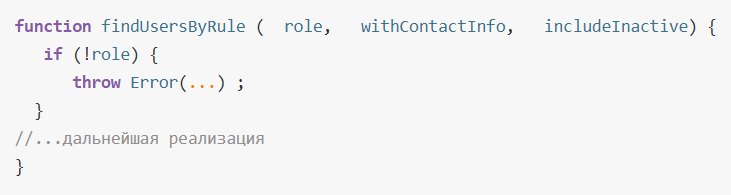 function findUsersByRule (  role,  withContactInfo,  includeInactive) {
if (!role) {
throw Error(...) ;
}
//...дальнейшая реализация
}